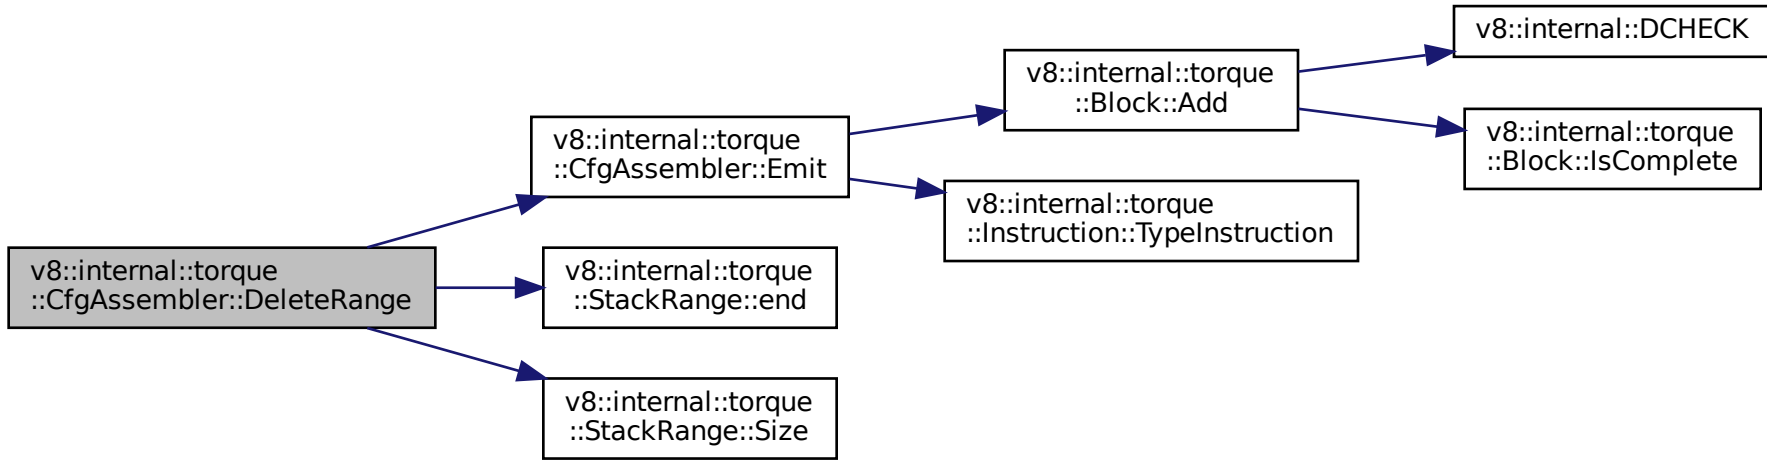 v8::internal::torque
::CfgAssembler::DeleteRange
v8::internal::torque
::CfgAssembler::Emit
v8::internal::torque
::StackRange::end
v8::internal::torque
::StackRange::Size
v8::internal::torque
::Block::Add
v8::internal::torque
::Instruction::TypeInstruction
v8::internal::DCHECK
v8::internal::torque
::Block::IsComplete